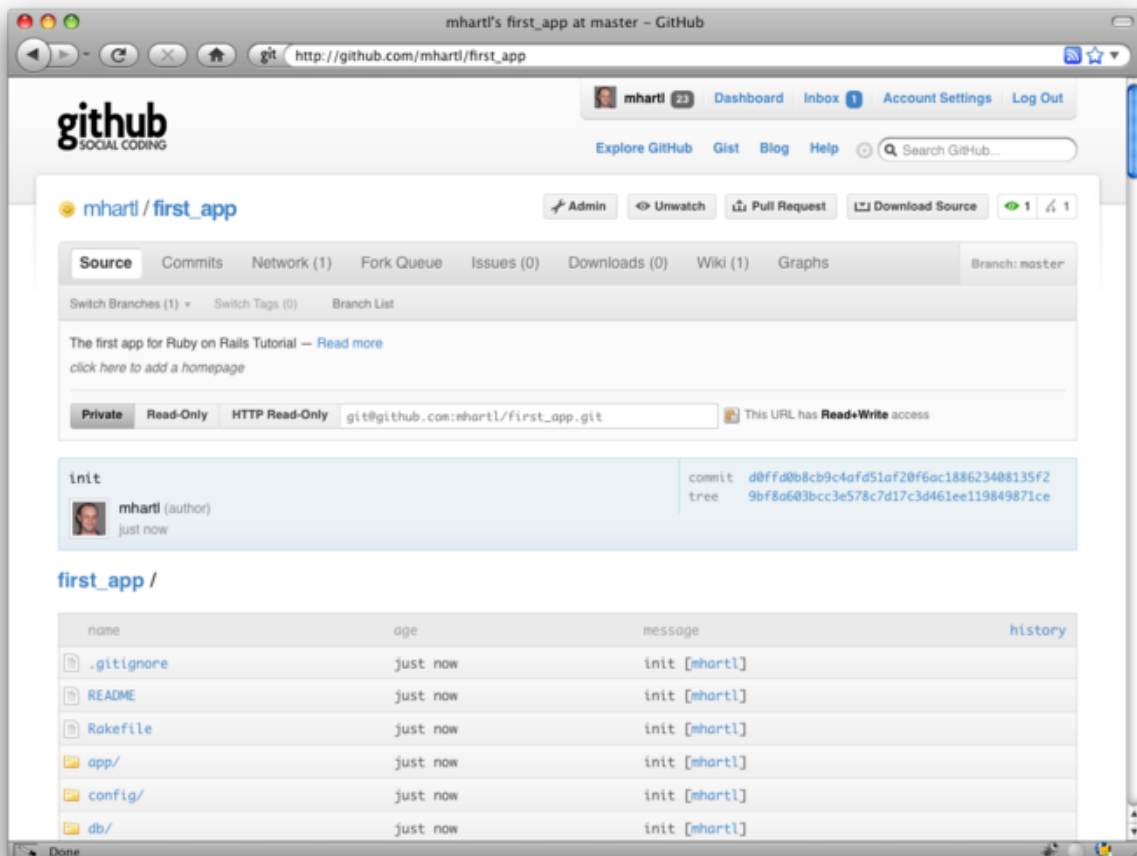 mhartl's first_app at master – GitHub
git http://github.com/mhartl/first_app
github
SOCIAL CODING
mhartl 23 Dashboard Inbox 1 Account Settings Log Out
Explore GitHub Gist Blog Help Search GitHub...
mhartl / first_app
Admin Unwatch Pull Request Download Source 1 1
Source Commits Network (1) Fork Queue Issues (0) Downloads (0) Wiki (1) Graphs Branch: master
Switch Branches (1) Switch Tags (0) Branch List
The first app for Ruby on Rails Tutorial — Read more
click here to add a homepage
Private Read-Only HTTP Read-Only git@github.com:mhartl/first_app.git This URL has Read+Write access
init
commit d0ffd0b8cb9c4afd51af20f6ac188623408135f2
tree 9bf8a603bcc3e578c7d17c3d461ee119849871ce
mhartl (author)
just now
first_app /
name age message history
.gitignore just now init [mhartl]
README just now init [mhartl]
Rakefile just now init [mhartl]
app/ just now init [mhartl]
config/ just now init [mhartl]
db/ just now init [mhartl]
Done